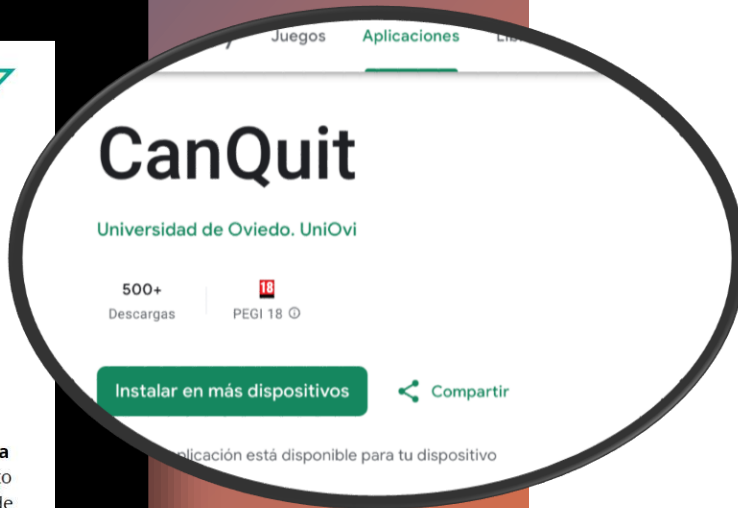 Juegos Aplicaciones
CanQuit
Universidad de Oviedo. UniOvi
500+
18
Descargas
PEGI 18
Instalar en más dispositivos
Compartir
está disponible para tu dispositivo